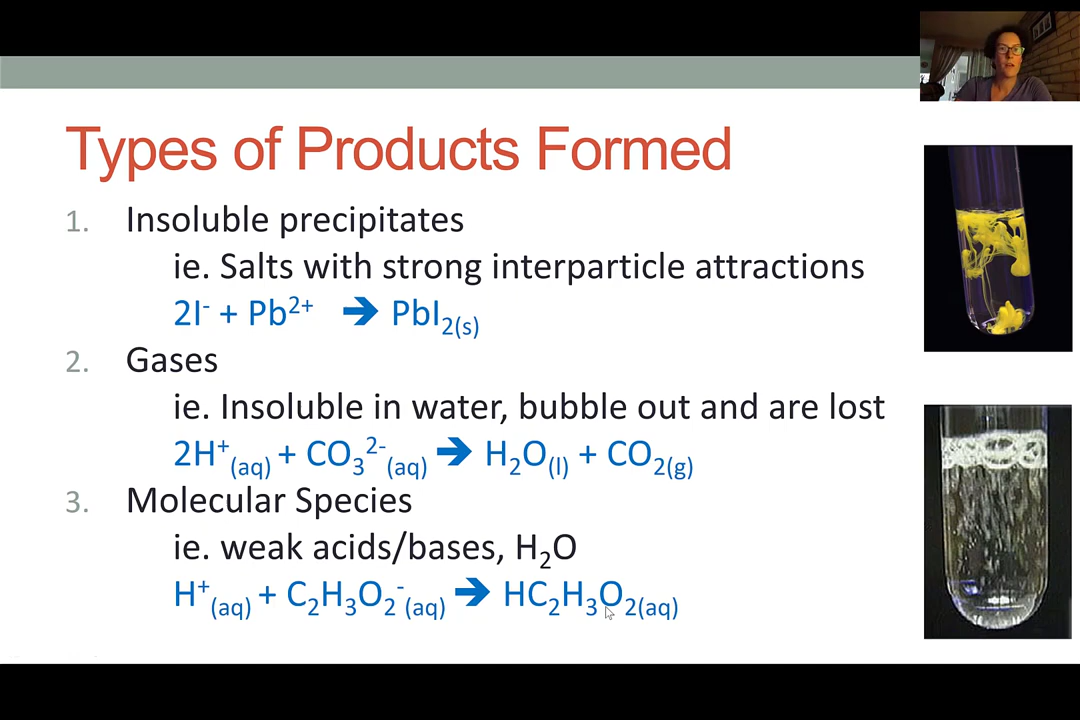 Types of Products Formed
1. Insoluble precipitates
ie. Salts with strong interparticle attractions
2I⁻ + Pb²⁺ ➔ PbI₂₍ₛ₎
2. Gases
ie. Insoluble in water, bubble out and are lost
2H⁺₍aq₎ + CO₃²⁻₍aq₎ ➔ H₂O₍l₎ + CO₂₍g₎
3. Molecular Species
ie. weak acids/bases, H₂O
H⁺₍aq₎ + C₂H₃O₂⁻₍aq₎ ➔ HC₂H₃O₂₍aq₎